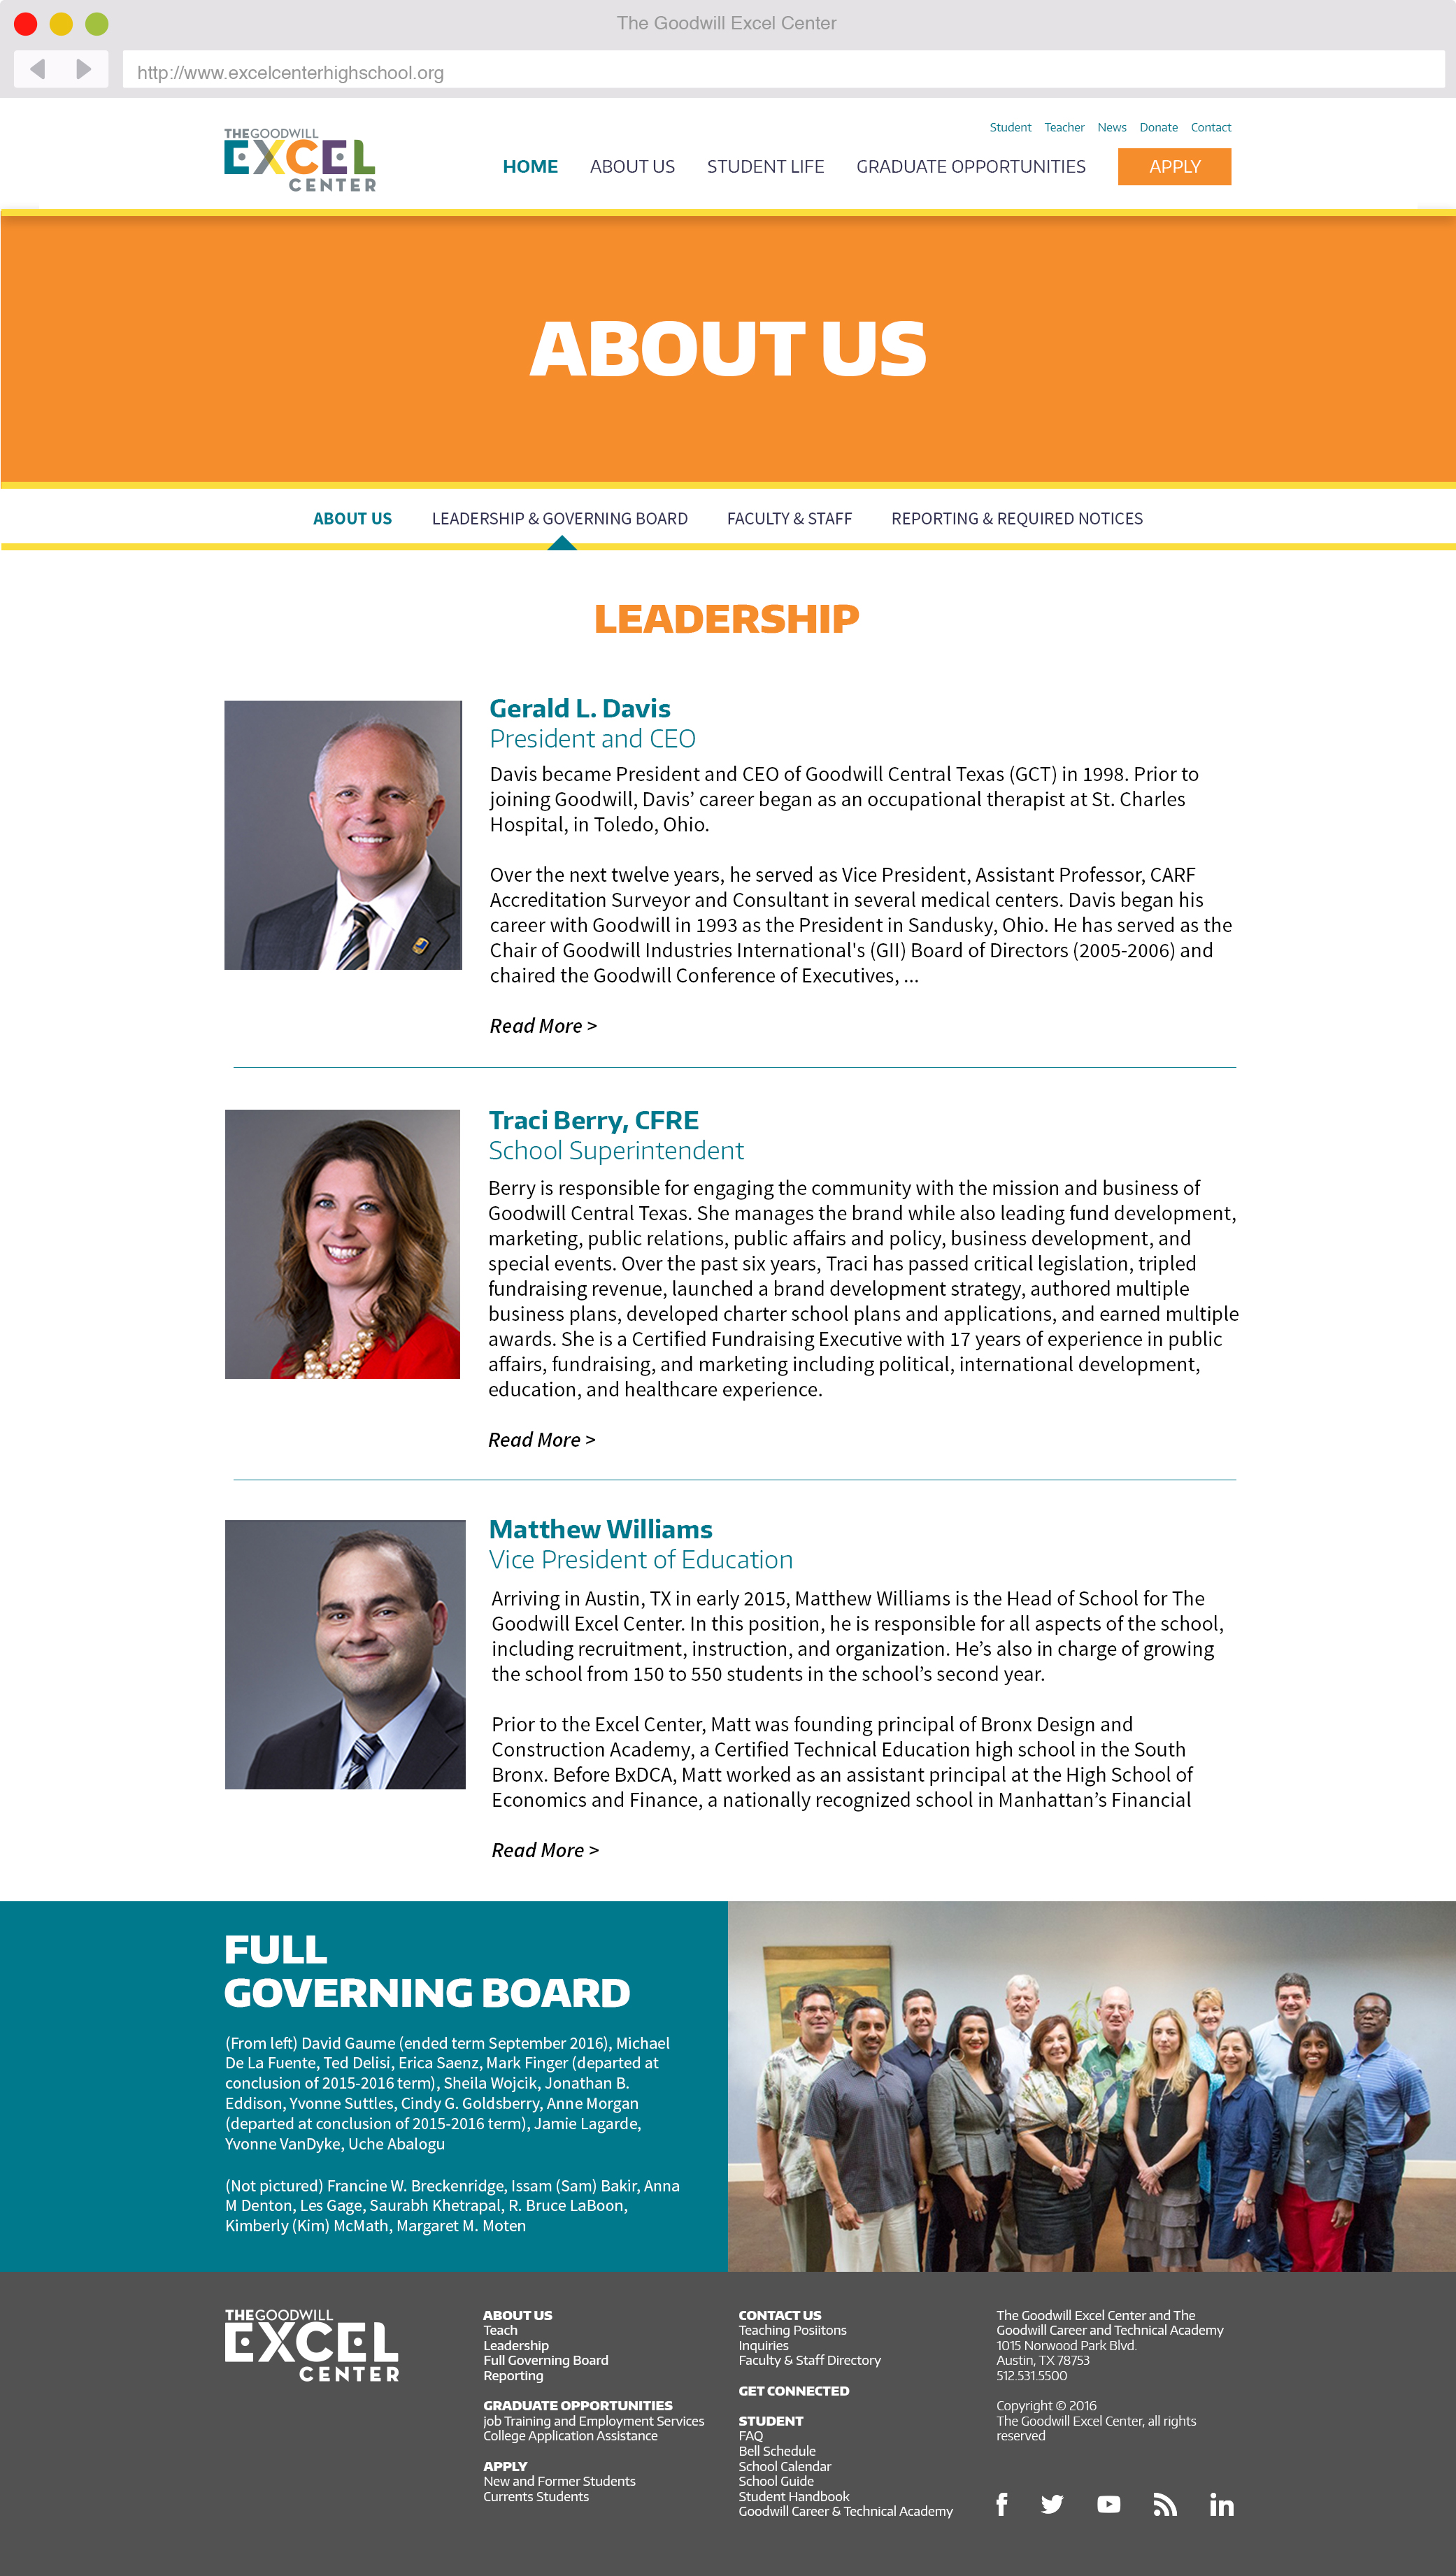 The Goodwill Excel Center
http://www.excelcenterhighschool.org
THEGOODWILL
EXCEL
CENTER
Student Teacher News Donate Contact
HOME ABOUT US STUDENT LIFE GRADUATE OPPORTUNITIES APPLY
ABOUT US
ABOUT US LEADERSHIP & GOVERNING BOARD FACULTY & STAFF REPORTING & REQUIRED NOTICES
LEADERSHIP
Gerald L. Davis
President and CEO
Davis became President and CEO of Goodwill Central Texas (GCT) in 1998. Prior to
joining Goodwill, Davis’ career began as an occupational therapist at St. Charles
Hospital, in Toledo, Ohio.
Over the next twelve years, he served as Vice President, Assistant Professor, CARF
Accreditation Surveyor and Consultant in several medical centers. Davis began his
career with Goodwill in 1993 as the President in Sandusky, Ohio. He has served as the
Chair of Goodwill Industries International's (GII) Board of Directors (2005-2006) and
chaired the Goodwill Conference of Executives, ...
Read More >
Traci Berry, CFRE
School Superintendent
Berry is responsible for engaging the community with the mission and business of
Goodwill Central Texas. She manages the brand while also leading fund development,
marketing, public relations, public affairs and policy, business development, and
special events. Over the past six years, Traci has passed critical legislation, tripled
fundraising revenue, launched a brand development strategy, authored multiple
business plans, developed charter school plans and applications, and earned multiple
awards. She is a Certified Fundraising Executive with 17 years of experience in public
affairs, fundraising, and marketing including political, international development,
education, and healthcare experience.
Read More >
Matthew Williams
Vice President of Education
Arriving in Austin, TX in early 2015, Matthew Williams is the Head of School for The
Goodwill Excel Center. In this position, he is responsible for all aspects of the school,
including recruitment, instruction, and organization. He’s also in charge of growing
the school from 150 to 550 students in the school’s second year.
Prior to the Excel Center, Matt was founding principal of Bronx Design and
Construction Academy, a Certified Technical Education high school in the South
Bronx. Before BxDCA, Matt worked as an assistant principal at the High School of
Economics and Finance, a nationally recognized school in Manhattan’s Financial
Read More >
FULL
GOVERNING BOARD
(From left) David Gaume (ended term September 2016), Michael
De La Fuente, Ted Delisi, Erica Saenz, Mark Finger (departed at
conclusion of 2015-2016 term), Sheila Wojcik, Jonathan B.
Eddison, Yvonne Suttles, Cindy G. Goldsberry, Anne Morgan
(departed at conclusion of 2015-2016 term), Jamie Lagarde,
Yvonne VanDyke, Uche Abalogu
(Not pictured) Francine W. Breckenridge, Issam (Sam) Bakir, Anna
M Denton, Les Gage, Saurabh Khetrapal, R. Bruce LaBoon,
Kimberly (Kim) McMath, Margaret M. Moten
THEGOODWILL
EXCEL
CENTER
ABOUT US
Teach
Leadership
Full Governing Board
Reporting
GRADUATE OPPORTUNITIES
job Training and Employment Services
College Application Assistance
APPLY
New and Former Students
Currents Students
CONTACT US
Teaching Posiitons
Inquiries
Faculty & Staff Directory
GET CONNECTED
STUDENT
FAQ
Bell Schedule
School Calendar
School Guide
Student Handbook
Goodwill Career & Technical Academy
The Goodwill Excel Center and The
Goodwill Career and Technical Academy
1015 Norwood Park Blvd.
Austin, TX 78753
512.531.5500
Copyright © 2016
The Goodwill Excel Center, all rights
reserved